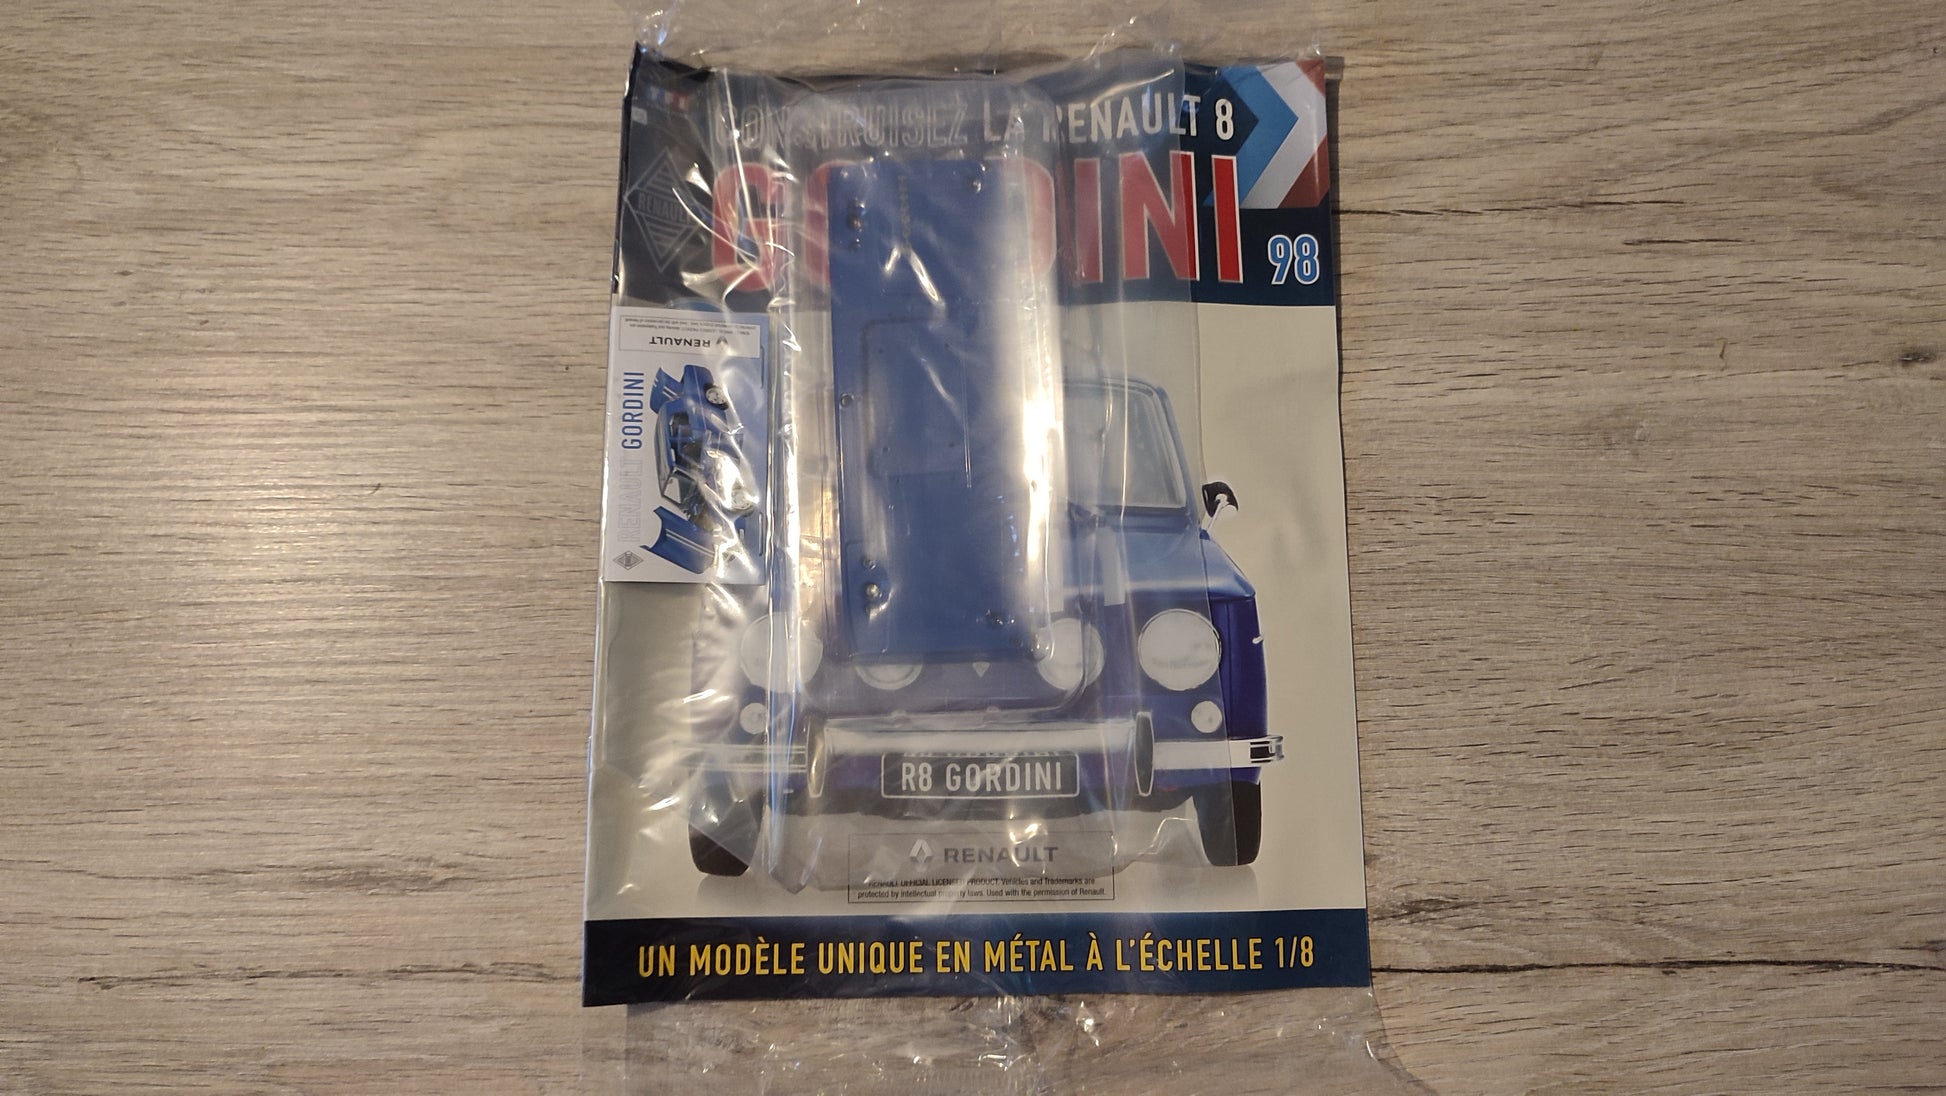 CONSTRUISEZ LA RENAULT 8
GORDINI
98
RENAULT
RENAULT
RENAULT GORDINI
R8 GORDINI
RENAULT
RENAULT OFFICIAL LICENSED PRODUCT. Vehicles and Trademarks are
protected by intellectual property laws. Used with the permission of Renault.
UN MODÈLE UNIQUE EN MÉTAL À L'ÉCHELLE 1/8